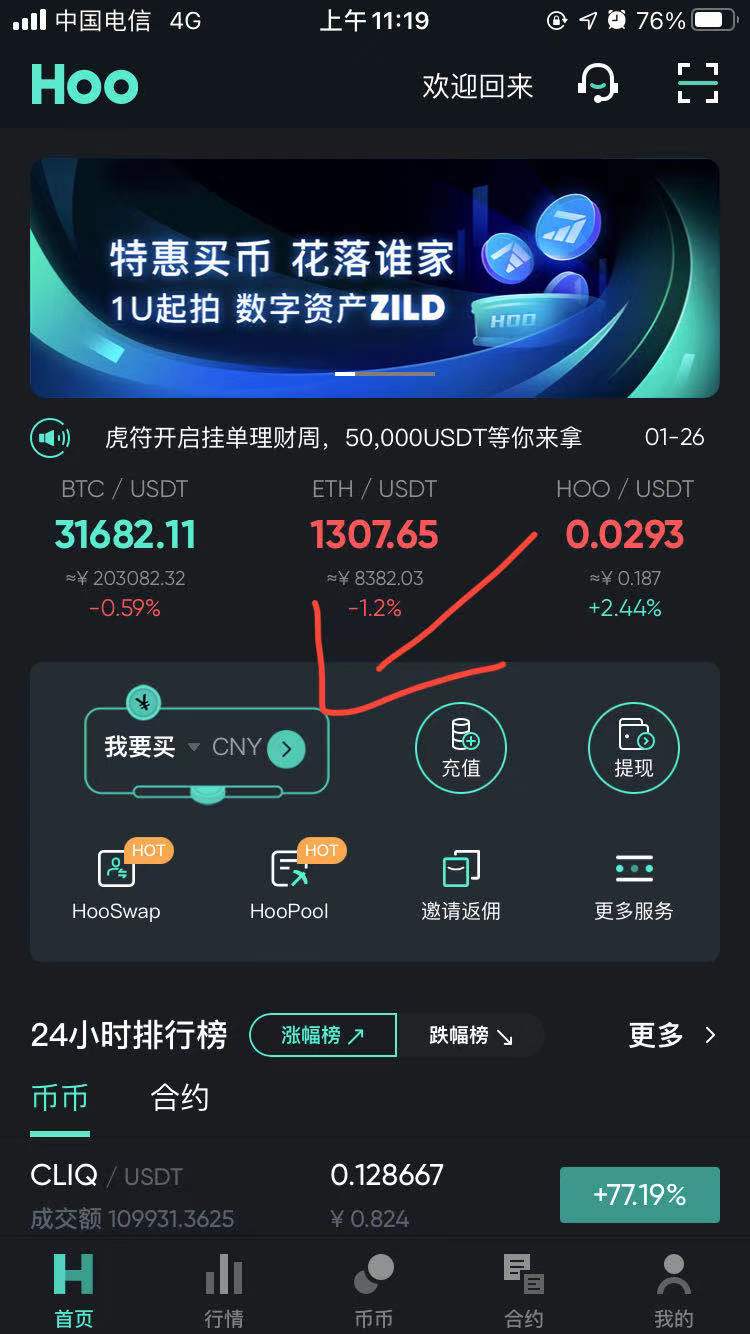 中国电信 4G 上午11:19 76%
Hoo 欢迎回来
特惠买币 花落谁家
1U起拍 数字资产ZILD
HOO
虎符开启挂单理财周，50,000USDT等你来拿 01-26
BTC / USDT ETH / USDT HOO / USDT
31682.11 1307.65 0.0293
≈¥ 203082.32 ≈¥ 8382.03 ≈¥ 0.187
-0.59% -1.2% +2.44%
¥
我要买 CNY
充值 提现
HOT HOT
HooSwap HooPool 邀请返佣 更多服务
24小时排行榜 涨幅榜 跌幅榜 更多
币币 合约
CLIQ / USDT 0.128667 +77.19%
成交额 109931.3625 ¥ 0.824
首页 行情 币币 合约 我的